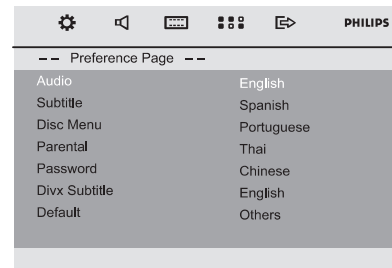 PHILIPS
-- Preference Page --
Audio English
Subtitle Spanish
Disc Menu Portuguese
Parental Thai
Password Chinese
Divx Subtitle English
Default Others